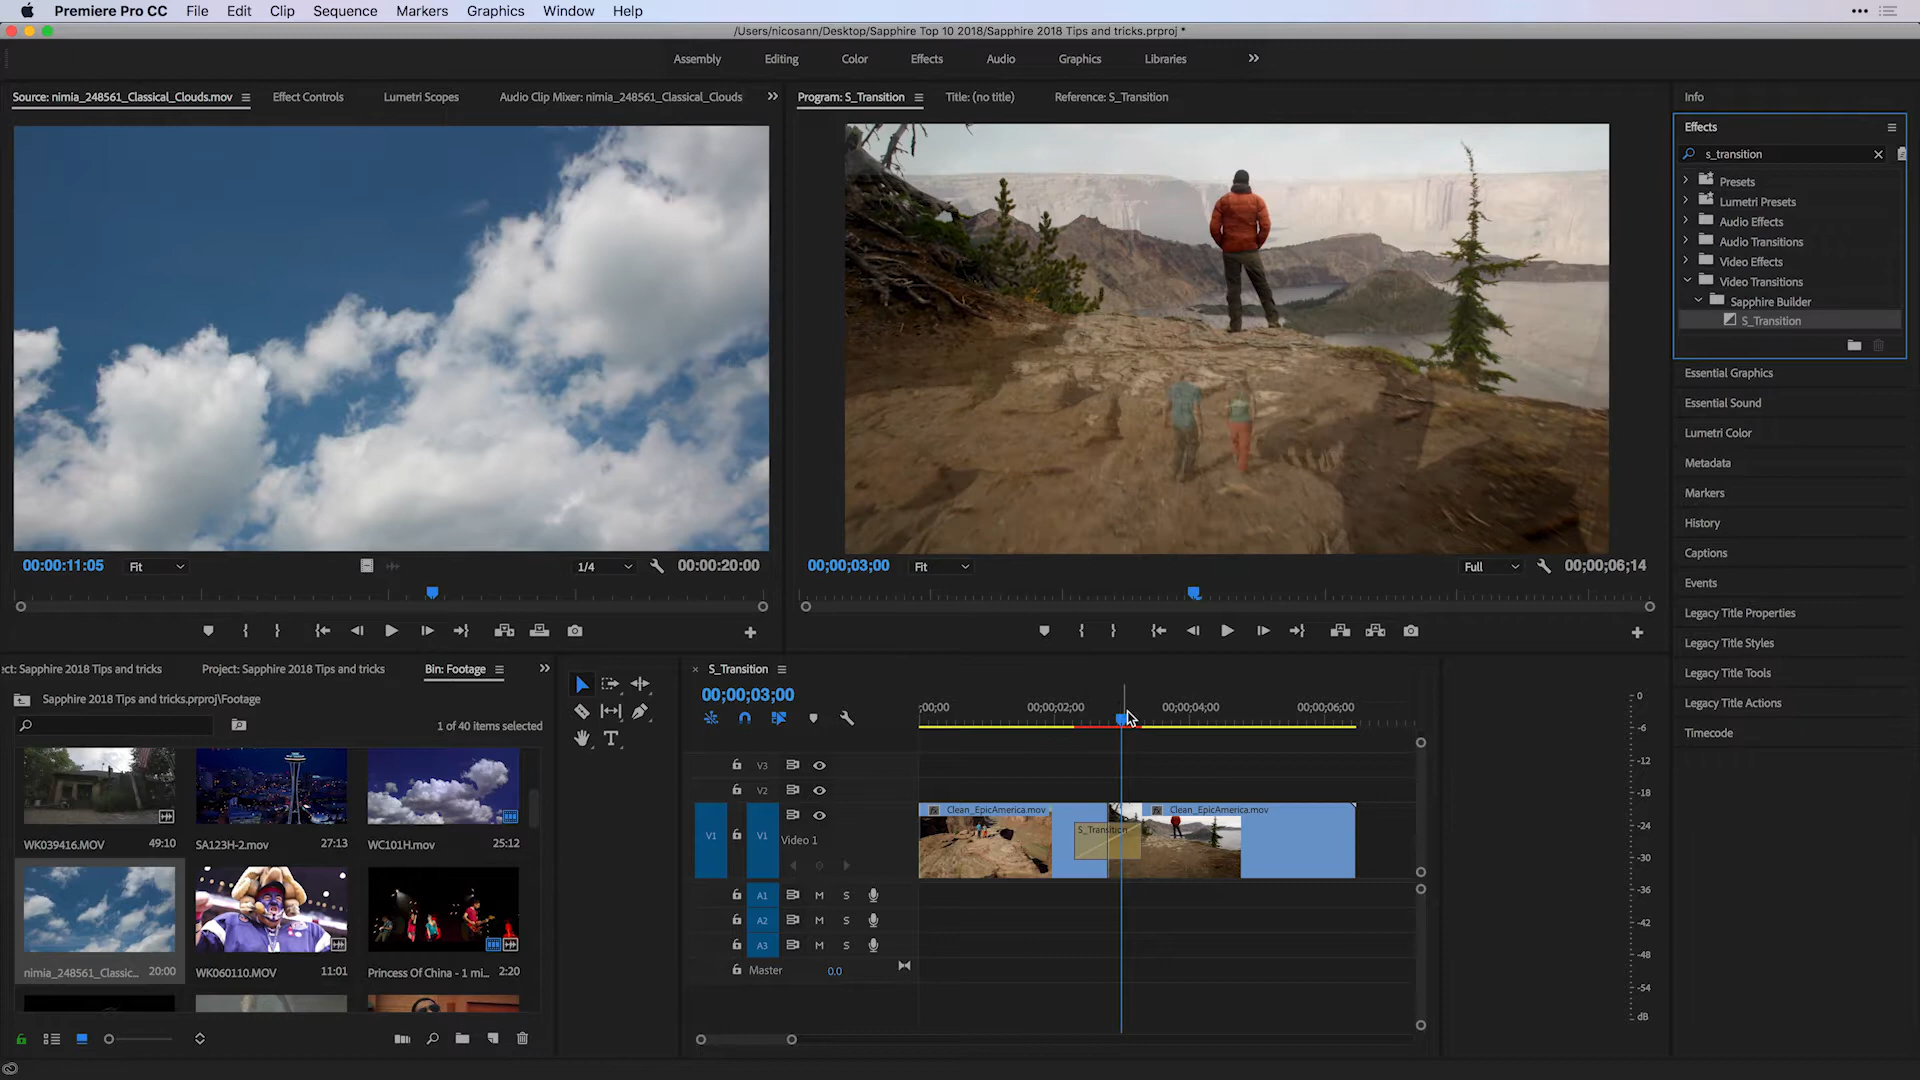 Premiere Pro CC File Edit Clip Sequence Markers Graphics Window Help
/Users/nicosann/Desktop/Sapphire Top 10 2018/Sapphire 2018 Tips and tricks.prproj *
Assembly Editing Color Effects Audio Graphics Libraries
Source: nimia_248561_Classical_Clouds.mov Effect Controls Lumetri Scopes Audio Clip Mixer: nimia_248561_Classical_Clouds
Program: S_Transition Title: (no title) Reference: S_Transition
Info
Effects
s_transition
Presets
Lumetri Presets
Audio Effects
Audio Transitions
Video Effects
Video Transitions
Sapphire Builder
S_Transition
Essential Graphics
Essential Sound
Lumetri Color
Metadata
Markers
History
Captions
Events
Legacy Title Properties
Legacy Title Styles
Legacy Title Tools
Legacy Title Actions
Timecode
00:00:11:05 Fit 1/4 00:00:20:00
00;00;03;00 Fit Full 00;00;06;14
ect: Sapphire 2018 Tips and tricks Project: Sapphire 2018 Tips and tricks Bin: Footage
Sapphire 2018 Tips and tricks.prproj\Footage
1 of 40 items selected
WK039416.MOV 49:10
SA123H-2.mov 27:13
WC101H.mov 25:12
nimia_248561_Classic... 20:00
WK060110.MOV 11:01
Princess Of China - 1 mi... 2:20
T
S_Transition
00;00;03;00
;00;00 00;00;02;00 00;00;04;00 00;00;06;00
V3
V2
V1 V1 Video 1
Clean_EpicAmerica.mov Clean_EpicAmerica.mov
S_Transition
A1 M S
A2 M S
A3 M S
Master 0.0
0
-6
-12
-18
-24
-30
-36
-42
-48
-54
dB